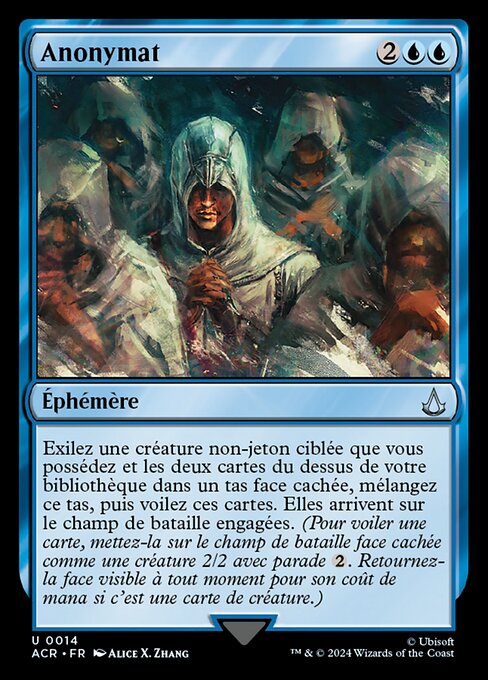 Anonymat 2
Éphémère
Exilez une créature non-jeton ciblée que vous
possédez et les deux cartes du dessus de votre
bibliothèque dans un tas face cachée, mélangez
ce tas, puis voilez ces cartes. Elles arrivent sur
le champ de bataille engagées. (Pour voiler une
carte, mettez-la sur le champ de bataille face cachée
comme une créature 2/2 avec parade 2. Retournez-
la face visible à tout moment pour son coût de
mana si c'est une carte de créature.)
U 0014 © Ubisoft
ACR • FR Alice X. Zhang ™ & © 2024 Wizards of the Coast